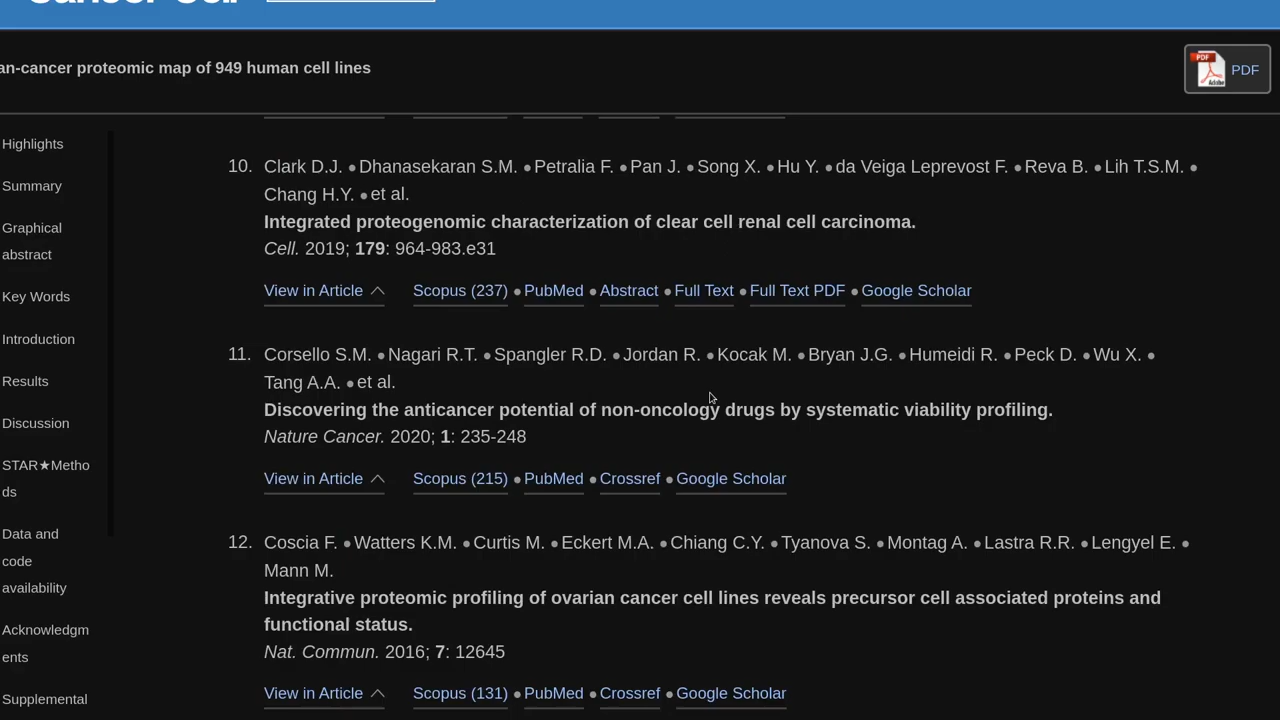 Cancer Cell
an-cancer proteomic map of 949 human cell lines
PDF
PDF
Adobe
Highlights
Summary
Graphical
abstract
Key Words
Introduction
Results
Discussion
STAR★Metho
ds
Data and
code
availability
Acknowledgm
ents
Supplemental
10. Clark D.J. • Dhanasekaran S.M. • Petralia F. • Pan J. • Song X. • Hu Y. • da Veiga Leprevost F. • Reva B. • Lih T.S.M. •
Chang H.Y. • et al.
Integrated proteogenomic characterization of clear cell renal cell carcinoma.
Cell. 2019; 179: 964-983.e31
View in Article Scopus (237) • PubMed • Abstract • Full Text • Full Text PDF • Google Scholar
11. Corsello S.M. • Nagari R.T. • Spangler R.D. • Jordan R. • Kocak M. • Bryan J.G. • Humeidi R. • Peck D. • Wu X. •
Tang A.A. • et al.
Discovering the anticancer potential of non-oncology drugs by systematic viability profiling.
Nature Cancer. 2020; 1: 235-248
View in Article Scopus (215) • PubMed • Crossref • Google Scholar
12. Coscia F. • Watters K.M. • Curtis M. • Eckert M.A. • Chiang C.Y. • Tyanova S. • Montag A. • Lastra R.R. • Lengyel E. •
Mann M.
Integrative proteomic profiling of ovarian cancer cell lines reveals precursor cell associated proteins and
functional status.
Nat. Commun. 2016; 7: 12645
View in Article Scopus (131) • PubMed • Crossref • Google Scholar